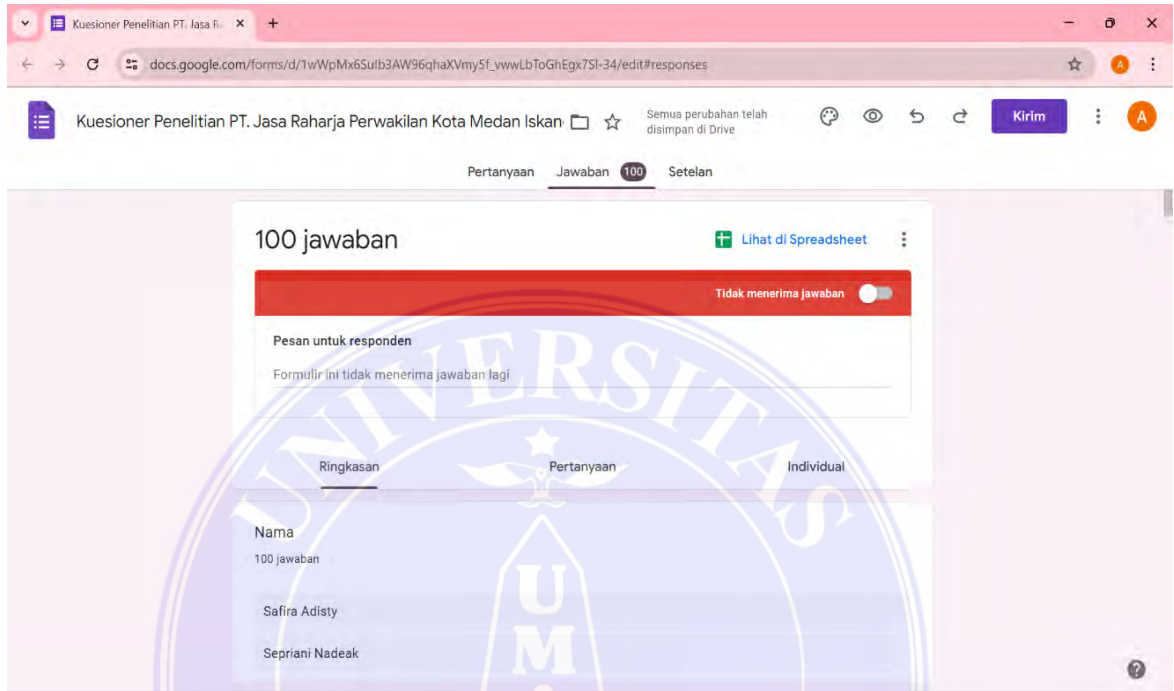 Kuesioner Penelitian PT. Jasa R
docs.google.com/forms/d/1wWpMx6SuIb3AW96qhaXVmy5f_vwwLbToGhEgx7Sl-34/edit#responses
A
Kuesioner Penelitian PT. Jasa Raharja Perwakilan Kota Medan Iskan
Semua perubahan telah
disimpan di Drive
Kirim
A
Pertanyaan Jawaban 100 Setelan
100 jawaban
Lihat di Spreadsheet
Tidak menerima jawaban
Pesan untuk responden
Formulir ini tidak menerima jawaban lagi
Ringkasan Pertanyaan Individual
Nama
100 jawaban
Safira Adisty
Sepriani Nadeak
UNIVERSITAS
U
M